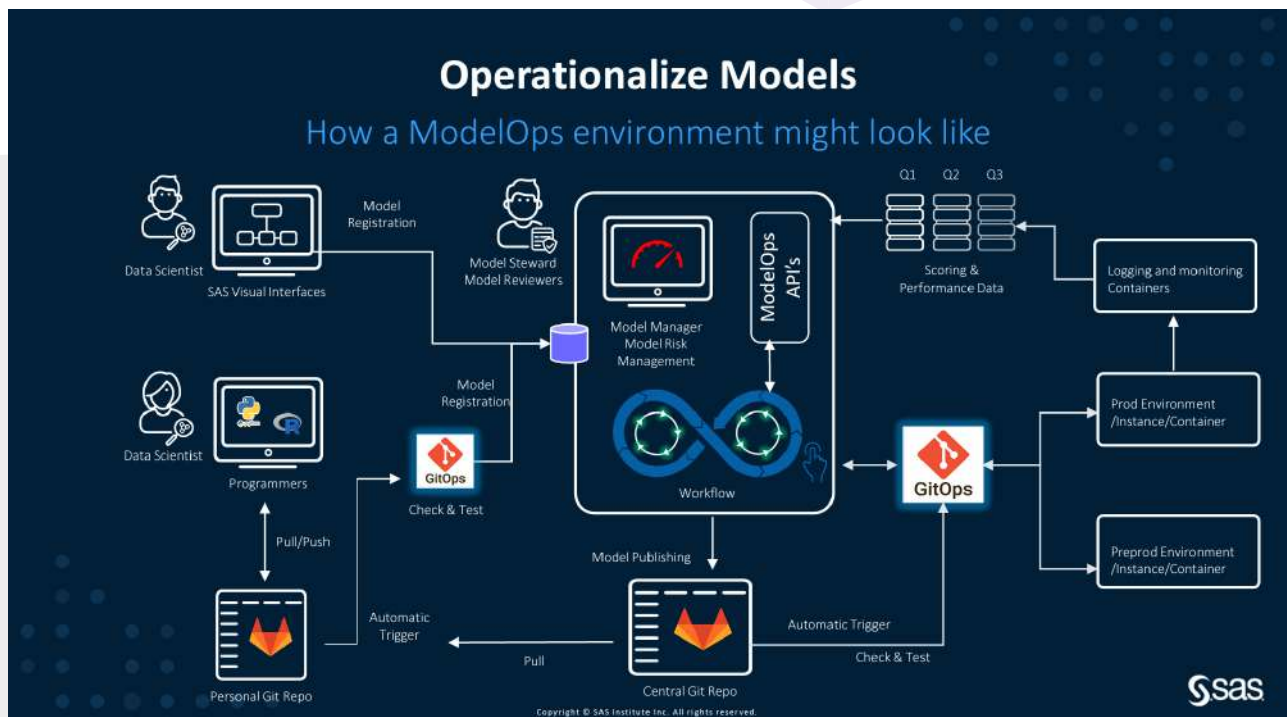 Operationalize Models
How a ModelOps environment might look like
Data Scientist
SAS Visual Interfaces
Model
Registration
Model Steward
Model Reviewers
Model Manager
Model Risk
Management
ModelOps
API's
Q1 Q2 Q3
Scoring &
Performance Data
Logging and monitoring
Containers
Data Scientist
Programmers
Model
Registration
GitOps
Check & Test
Workflow
GitOps
Prod Environment
/Instance/Container
Preprod Environment
/Instance/Container
Pull/Push
Model Publishing
Automatic
Trigger
Pull
Automatic Trigger
Check & Test
Personal Git Repo
Central Git Repo
Copyright © SAS Institute Inc. All rights reserved.
sas